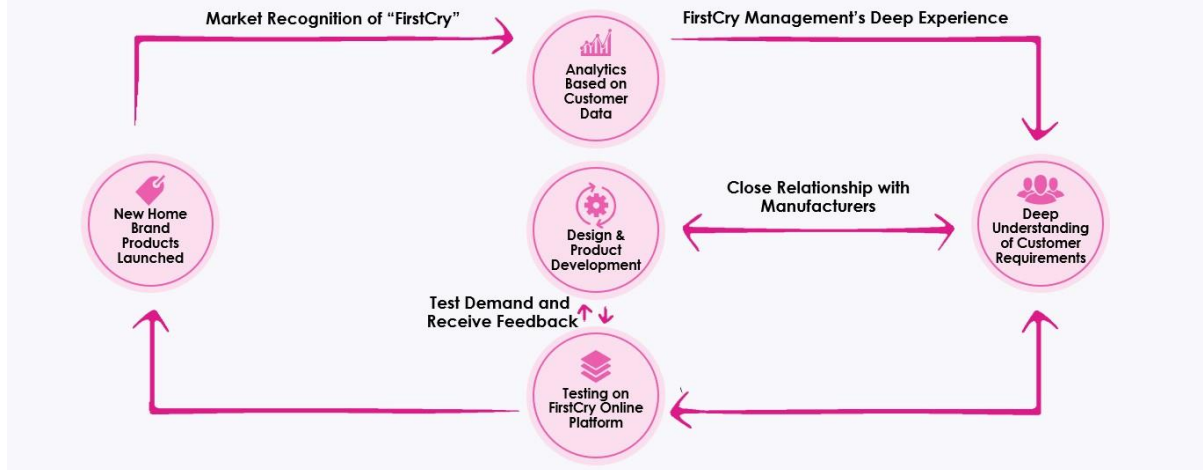 Market Recognition of “FirstCry”
FirstCry Management’s Deep Experience
Analytics
Based on
Customer
Data
New Home
Brand
Products
Launched
Design &
Product
Development
Close Relationship with
Manufacturers
Deep
Understanding
of Customer
Requirements
Test Demand and
Receive Feedback
Testing on
FirstCry Online
Platform